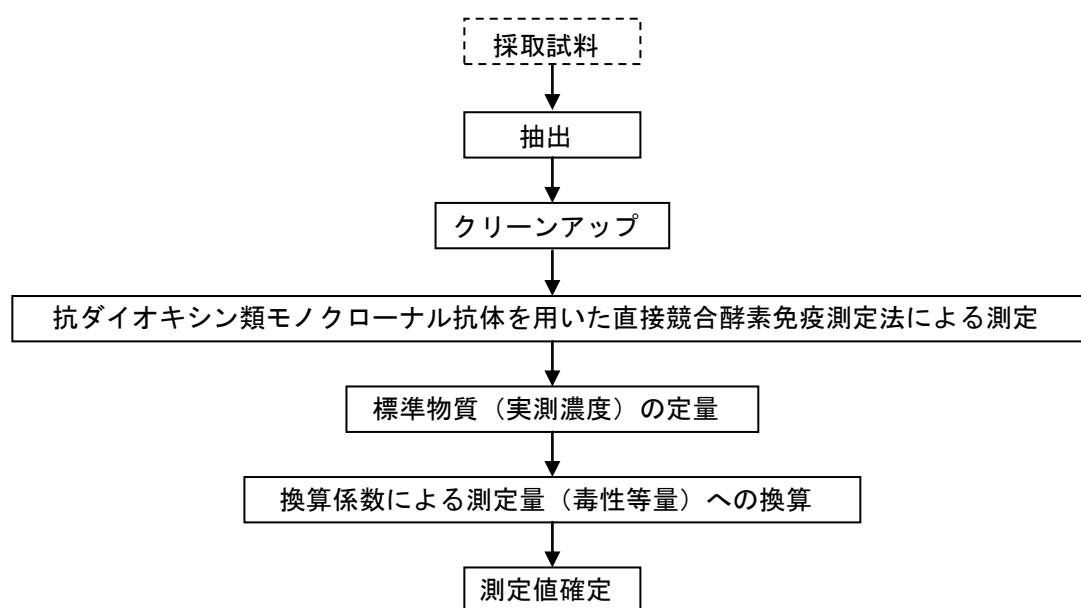 採取試料
抽出
クリーンアップ
抗ダイオキシン類モノクローナル抗体を用いた直接競合酵素免疫測定法による測定
標準物質（実測濃度）の定量
換算係数による測定量（毒性等量）への換算
測定値確定